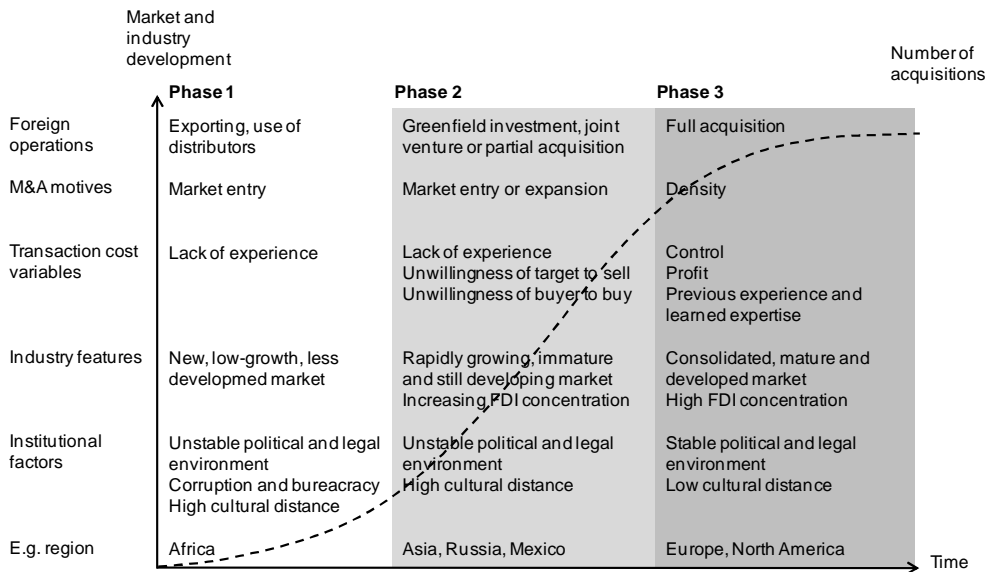 Market and
industry
development
Number of
acquisitions
Phase 1
Phase 2
Phase 3
Foreign
operations
Exporting, use of
distributors
Greenfield investment, joint
venture or partial acquisition
Full acquisition
M&A motives
Market entry
Market entry or expansion
Density
Transaction cost
variables
Lack of experience
Lack of experience
Unwillingness of target to sell
Unwillingness of buyer to buy
Control
Profit
Previous experience and
learned expertise
Industry features
New, low-growth, less
developmed market
Rapidly growing, immature
and still developing market
Increasing FDI concentration
Consolidated, mature and
developed market
High FDI concentration
Institutional
factors
Unstable political and legal
environment
Corruption and bureacracy
High cultural distance
Unstable political and legal
environment
High cultural distance
Stable political and legal
environment
Low cultural distance
E.g. region
Africa
Asia, Russia, Mexico
Europe, North America
Time